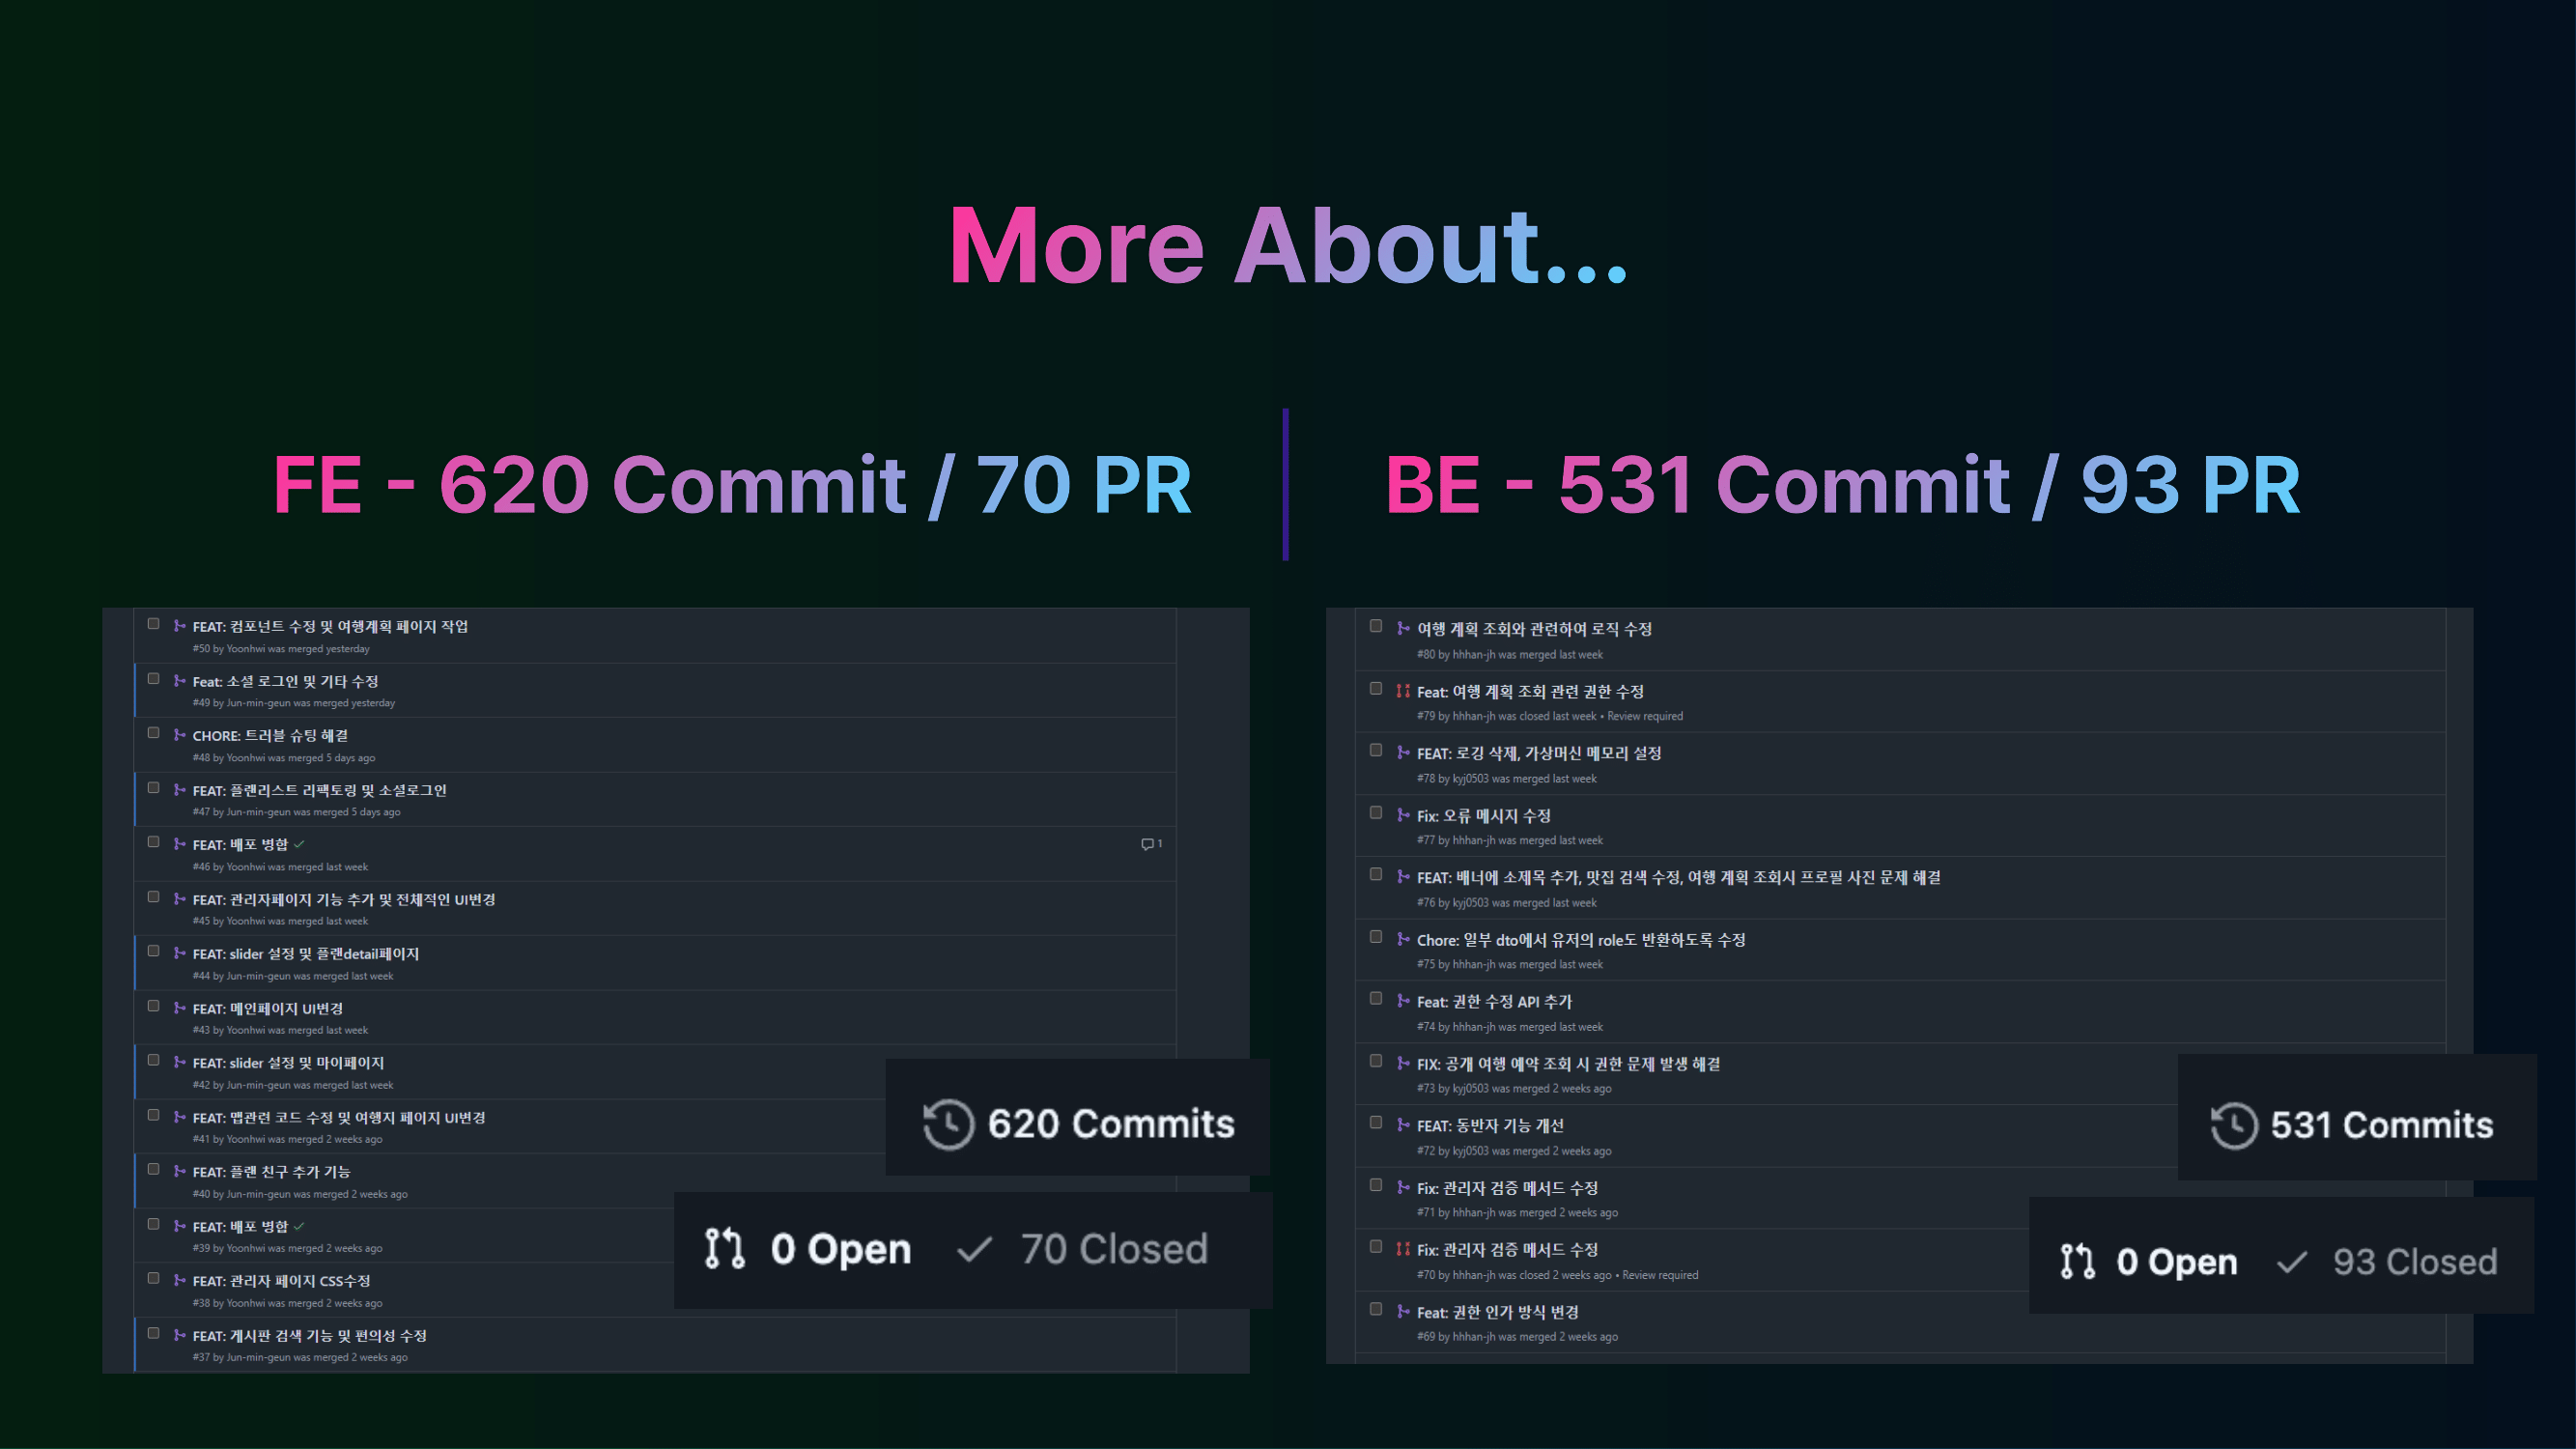 More About...
FE - 620 Commit / 70 PR
FEAT: 컴포넌트 수정 및 여행계획 페이지 작업
#50 by Yoonhwi was merged yesterday
Feat: 소셜 로그인 및 기타 수정
#49 by Jun-min-geun was merged yesterday
CHORE: 트러블 슈팅 해결
#48 by Yoonhwi was merged 5 days ago
FEAT: 플랜리스트 리팩토링 및 소셜로그인
#47 by Jun-min-geun was merged 5 days ago
FEAT: 배포 병합
1
#46 by Yoonhwi was merged last week
FEAT: 관리자페이지 기능 추가 및 전체적인 UI변경
#45 by Yoonhwi was merged last week
FEAT: slider 설정 및 플랜detail페이지
#44 by Jun-min-geun was merged last week
FEAT: 메인페이지 UI변경
#43 by Yoonhwi was merged last week
FEAT: slider 설정 및 마이페이지
#42 by Jun-min-geun was merged last week
FEAT: 맵관련 코드 수정 및 여행지 페이지 UI변경
#41 by Yoonhwi was merged 2 weeks ago
FEAT: 플랜 친구 추가 기능
#40 by Jun-min-geun was merged 2 weeks ago
FEAT: 배포 병합
#39 by Yoonhwi was merged 2 weeks ago
FEAT: 관리자 페이지 CSS수정
#38 by Yoonhwi was merged 2 weeks ago
FEAT: 게시판 검색 기능 및 편의성 수정
#37 by Jun-min-geun was merged 2 weeks ago
620 Commits
0 Open 70 Closed
BE - 531 Commit / 93 PR
여행 계획 조회와 관련하여 로직 수정
#80 by hhhan-jh was merged last week
Feat: 여행 계획 조회 관련 권한 수정
#79 by hhhan-jh was closed last week • Review required
FEAT: 로깅 삭제, 가상머신 메모리 설정
#78 by kyj0503 was merged last week
Fix: 오류 메시지 수정
#77 by hhhan-jh was merged last week
FEAT: 배너에 소제목 추가, 맛집 검색 수정, 여행 계획 조회시 프로필 사진 문제 해결
#76 by kyj0503 was merged last week
Chore: 일부 dto에서 유저의 role도 반환하도록 수정
#75 by hhhan-jh was merged last week
Feat: 권한 수정 API 추가
#74 by hhhan-jh was merged last week
FIX: 공개 여행 예약 조회 시 권한 문제 발생 해결
#73 by kyj0503 was merged 2 weeks ago
FEAT: 동반자 기능 개선
#72 by kyj0503 was merged 2 weeks ago
Fix: 관리자 검증 메서드 수정
#71 by hhhan-jh was merged 2 weeks ago
Fix: 관리자 검증 메서드 수정
#70 by hhhan-jh was closed 2 weeks ago • Review required
Feat: 권한 인가 방식 변경
#69 by hhhan-jh was merged 2 weeks ago
531 Commits
0 Open 93 Closed